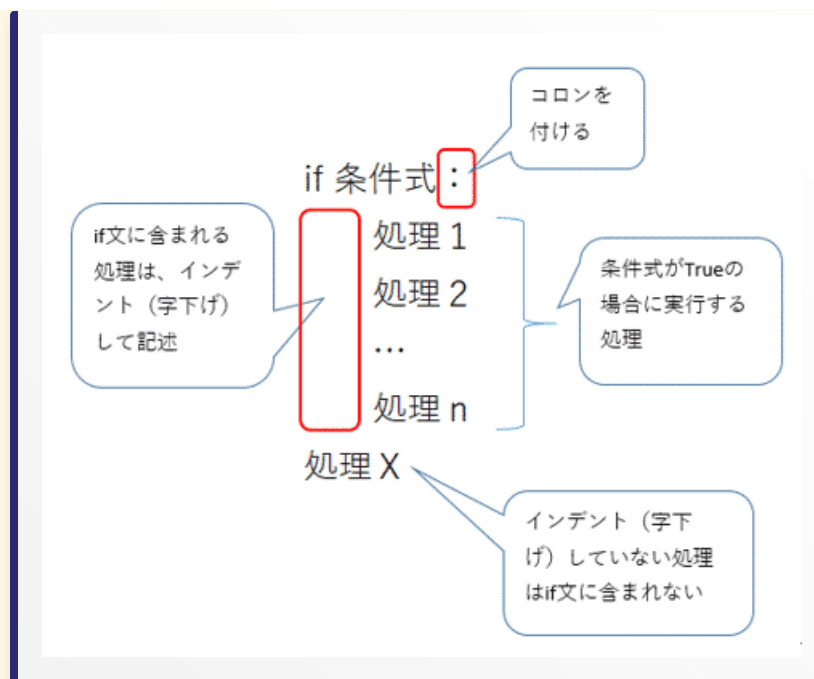 コロンを
付ける
if 条件式：
if文に含まれる
処理は、インデ
ント（字下げ）
して記述
処理 1
処理 2
…
処理 n
条件式がTrueの
場合に実行する
処理
処理 X
インデント（字下
げ）していない処理
はif文に含まれない